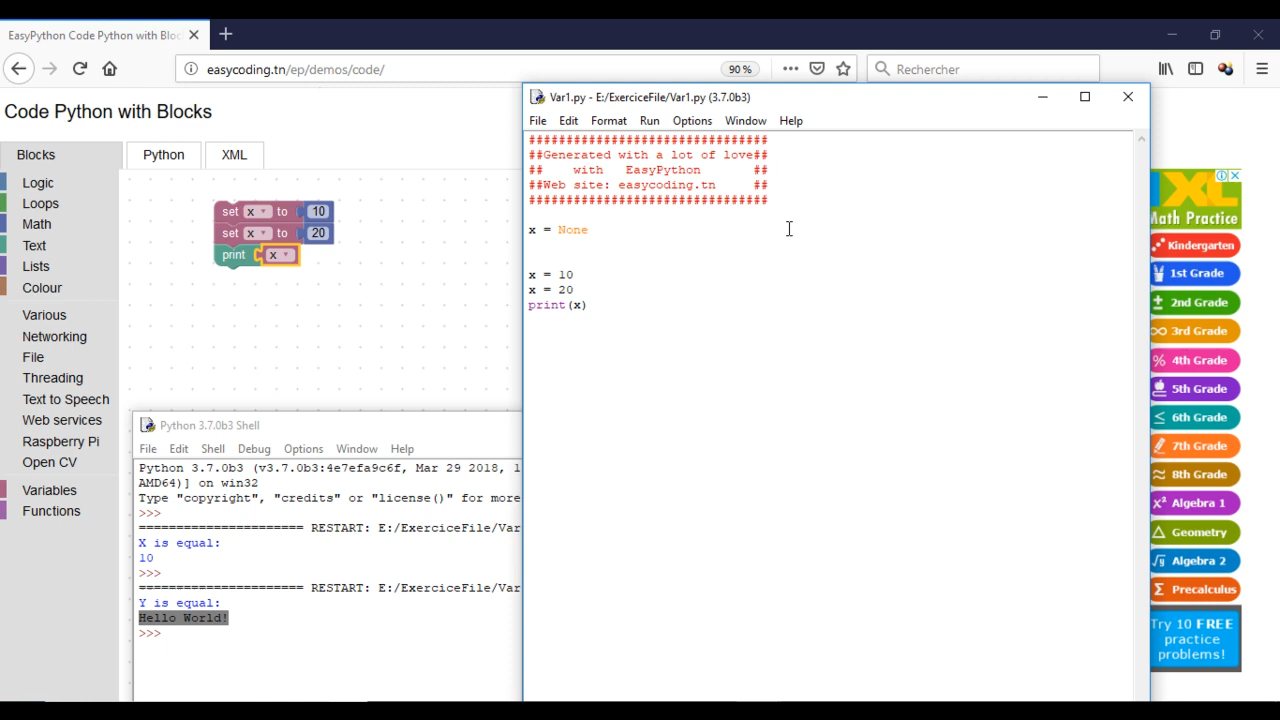 EasyPython Code Python with Bloc
easycoding.tn/ep/demos/code/
90 %
Rechercher
Code Python with Blocks
Blocks
Python
XML
Logic
Loops
Math
Text
Lists
Colour
Various
Networking
File
Threading
Text to Speech
Web services
Raspberry Pi
Open CV
Variables
Functions
set x to 10
set x to 20
print x
Var1.py - E:/ExerciceFile/Var1.py (3.7.0b3)
File Edit Format Run Options Window Help
################################
##Generated with a lot of love##
## with EasyPython ##
##Web site: easycoding.tn ##
################################
x = None
x = 10
x = 20
print(x)
Python 3.7.0b3 Shell
File Edit Shell Debug Options Window Help
Python 3.7.0b3 (v3.7.0b3:4e7efa9c6f, Mar 29 2018, 1
AMD64)] on win32
Type "copyright", "credits" or "license()" for more
>>>
====================== RESTART: E:/ExerciceFile/Var
X is equal:
10
>>>
====================== RESTART: E:/ExerciceFile/Var
Y is equal:
Hello World!
>>>
IXL
Math Practice
Kindergarten
1st Grade
2nd Grade
3rd Grade
4th Grade
5th Grade
6th Grade
7th Grade
8th Grade
Algebra 1
Geometry
Algebra 2
Precalculus
Try 10 FREE
practice
problems!